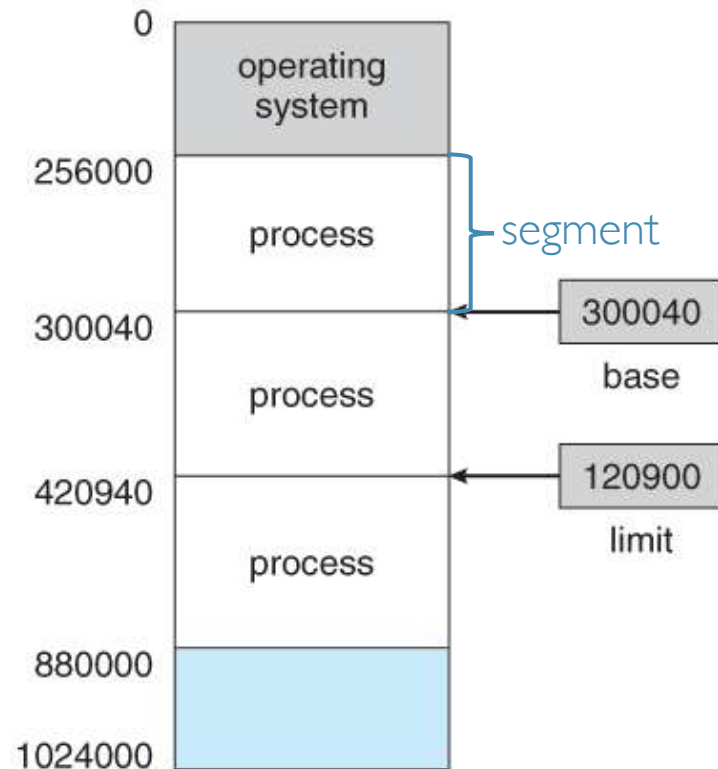 0
operating
system
256000
process
segment
300040
300040
base
process
420940
120900
limit
process
880000
1024000